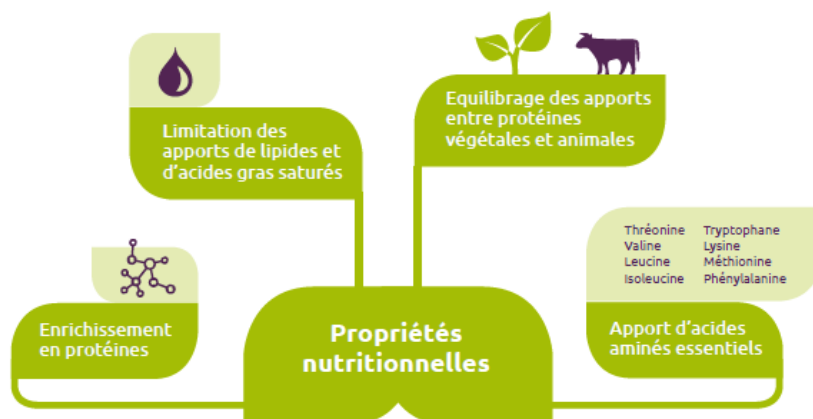 Limitation des
apports de lipides et
d'acides gras saturés
Equilibrage des apports
entre protéines
végétales et animales
Enrichissement
en protéines
Propriétés
nutritionnelles
Thréonine Tryptophane
Valine Lysine
Leucine Méthionine
Isoleucine Phénylalanine
Apport d'acides
aminés essentiels